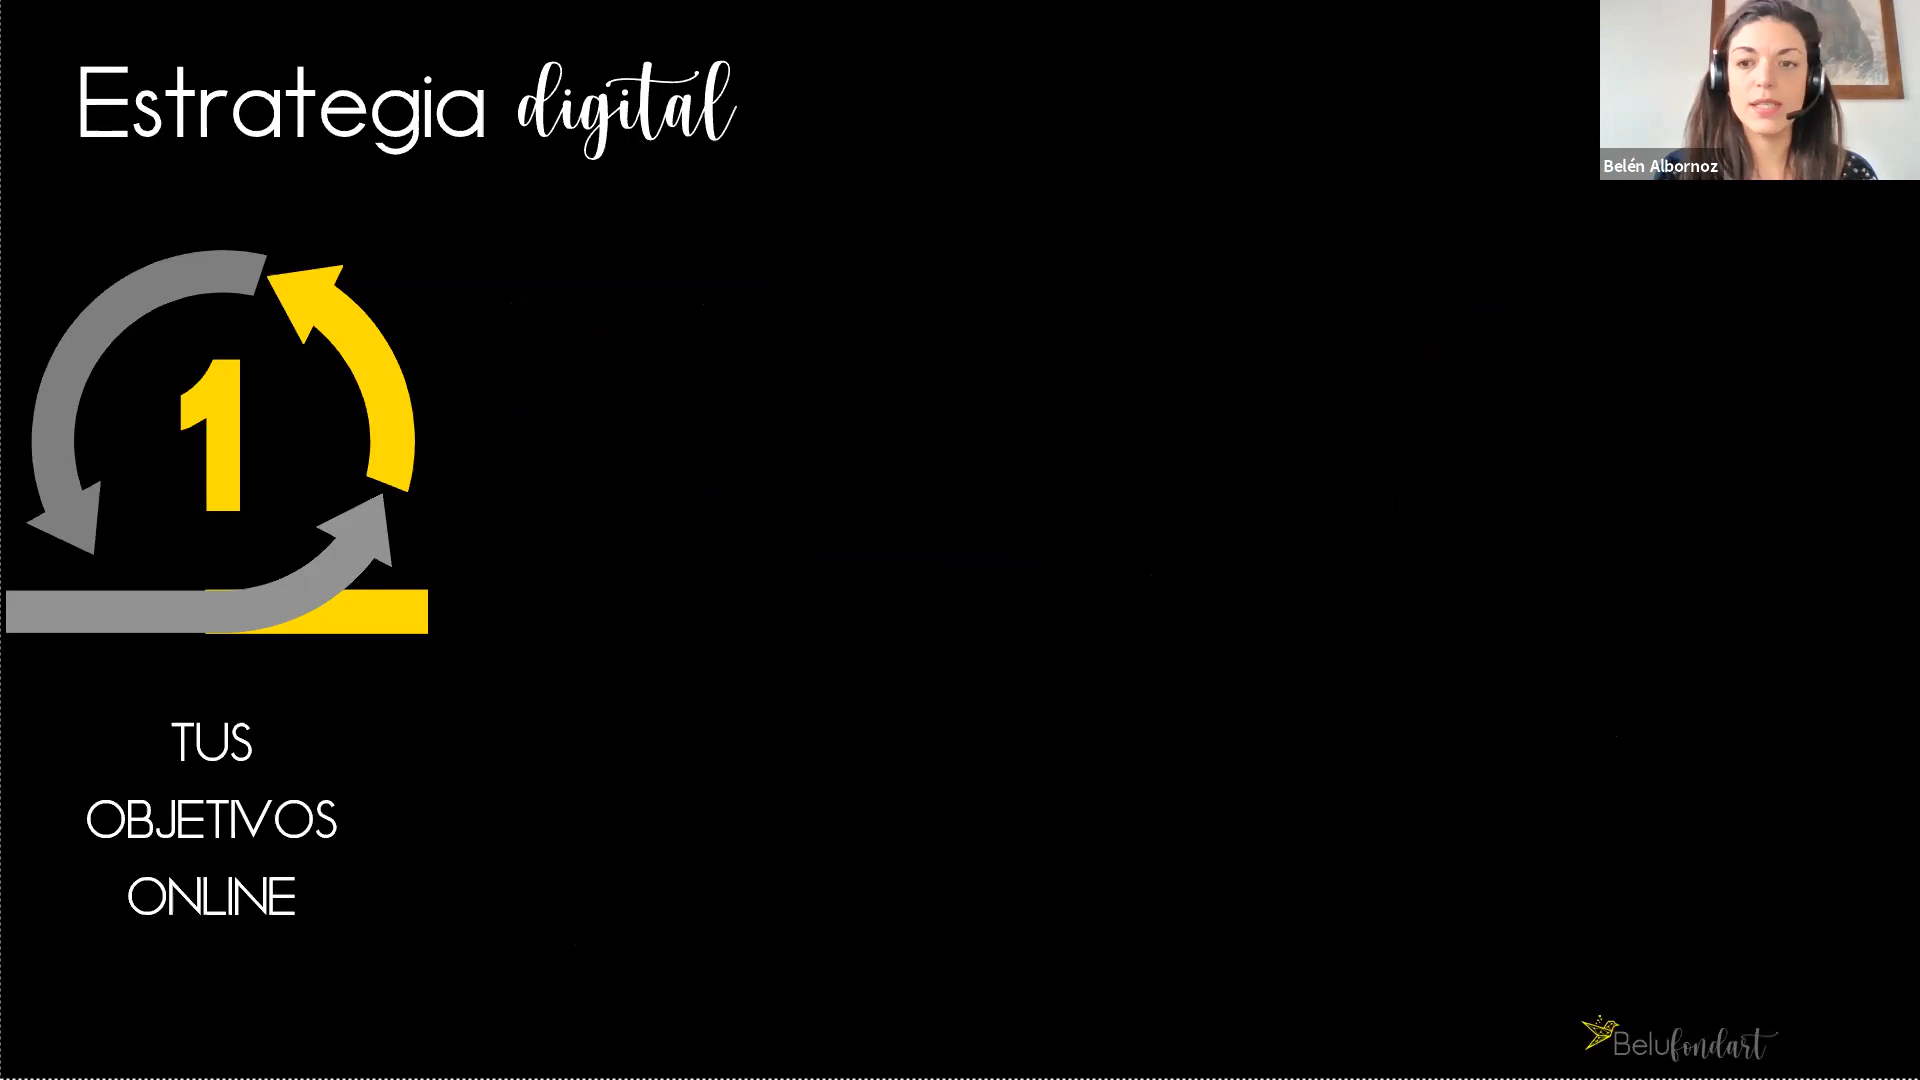 Estrategia digital
Belén Albornoz
1
TUS
OBJETIVOS
ONLINE
Belufondart